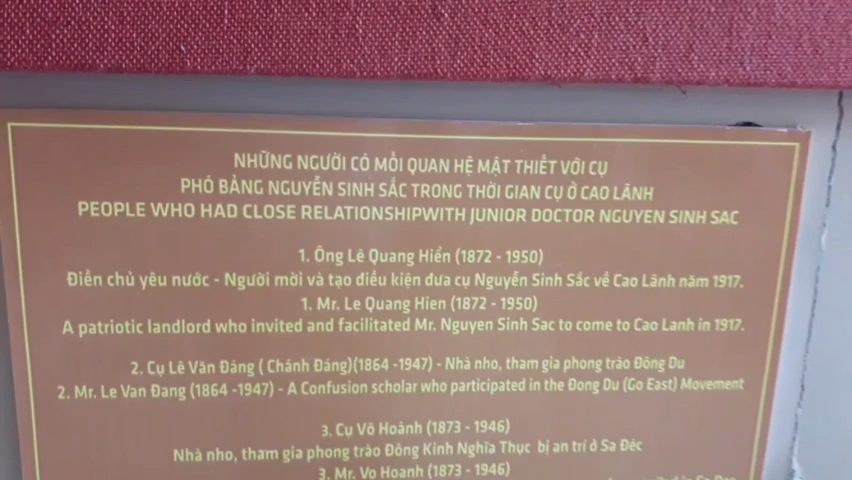 NHỮNG NGƯỜI CÓ MỐI QUAN HỆ MẬT THIẾT VỚI CỤ
PHÓ BẢNG NGUYỄN SINH SẮC TRONG THỜI GIAN CỤ Ở CAO LÃNH
PEOPLE WHO HAD CLOSE RELATIONSHIPWITH JUNIOR DOCTOR NGUYEN SINH SAC
1. Ông Lê Quang Hiển (1872 - 1950)
Điền chủ yêu nước - Người mời và tạo điều kiện đưa cụ Nguyễn Sinh Sắc về Cao Lãnh năm 1917.
1. Mr. Le Quang Hien (1872 - 1950)
A patriotic landlord who invited and facilitated Mr. Nguyen Sinh Sac to come to Cao Lanh in 1917.
2. Cụ Lê Văn Đáng ( Chánh Đáng)(1864 -1947) - Nhà nho, tham gia phong trào Đông Du
2. Mr. Le Van Đang (1864 -1947) - A Confusion scholar who participated in the Đong Du (Go East) Movement
3. Cụ Võ Hoành (1873 - 1946)
Nhà nho, tham gia phong trào Đông Kinh Nghĩa Thục bị an trí ở Sa Đéc
3. Mr. Vo Hoanh (1873 - 1946)